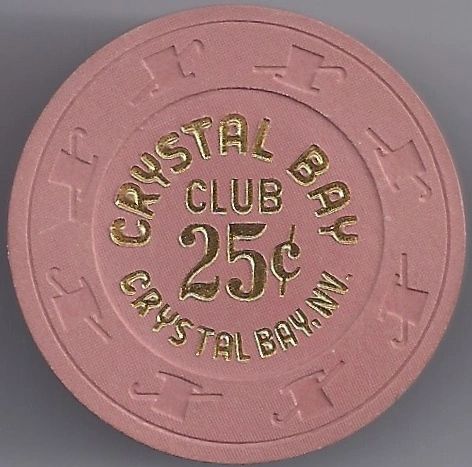 CRYSTAL BAY
CLUB
25¢
CRYSTAL BAY, NV.